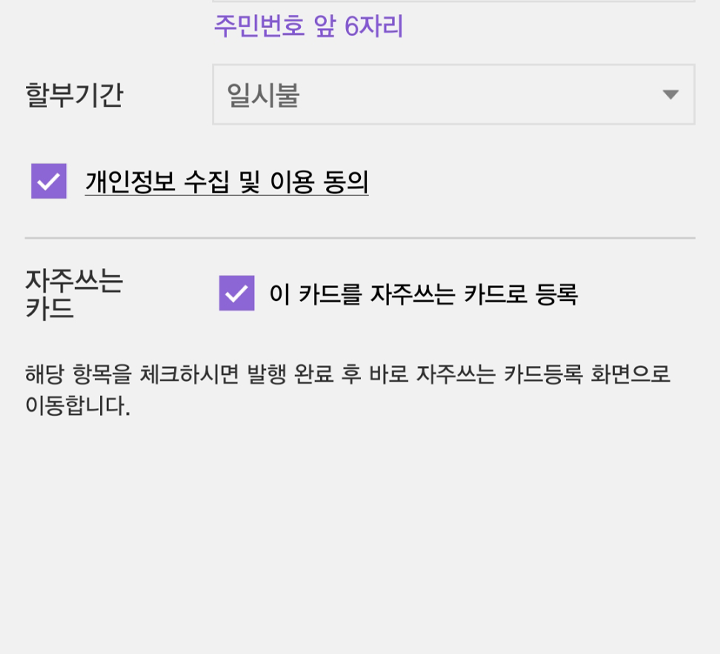 주민번호 앞 6자리
할부기간 일시불
개인정보 수집 및 이용 동의
자주쓰는
카드
이 카드를 자주쓰는 카드로 등록
해당 항목을 체크하시면 발행 완료 후 바로 자주쓰는 카드등록 화면으로
이동합니다.